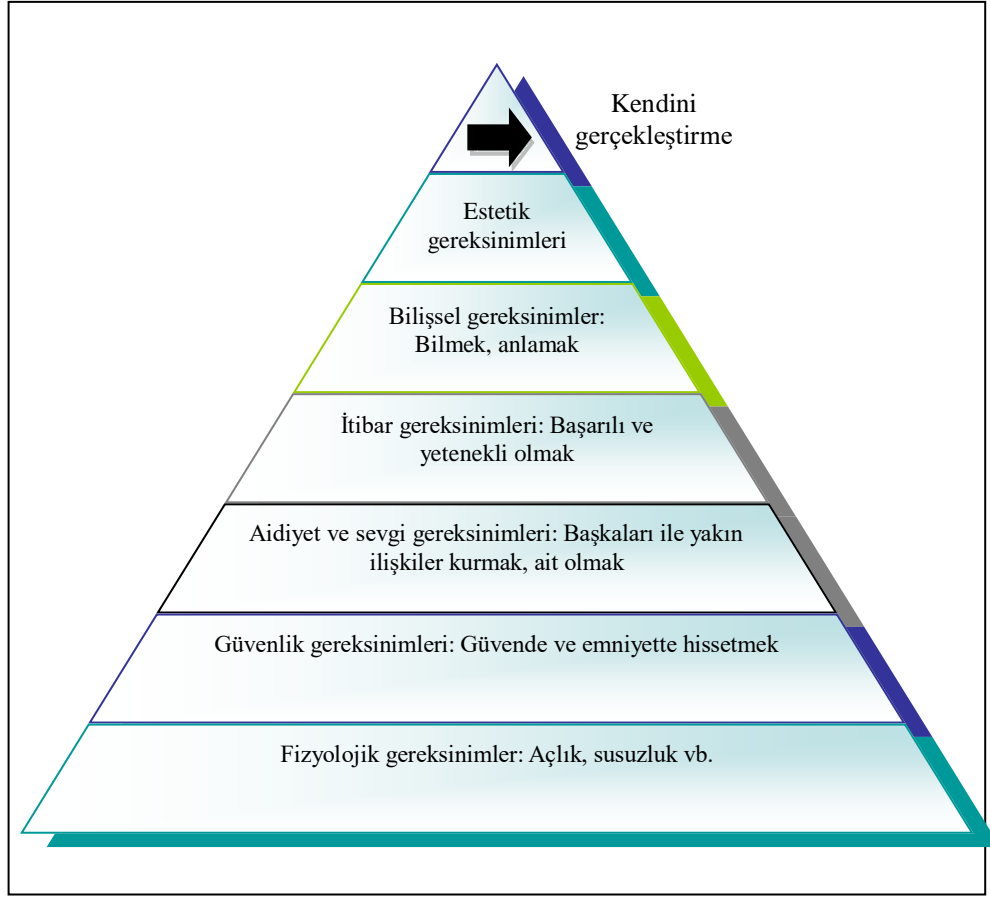 Kendini
gerçekleştirme
Estetik
gereksinimleri
Bilişsel gereksinimler:
Bilmek, anlamak
İtibar gereksinimleri: Başarılı ve
yetenekli olmak
Aidiyet ve sevgi gereksinimleri: Başkaları ile yakın
ilişkiler kurmak, ait olmak
Güvenlik gereksinimleri: Güvende ve emniyette hissetmek
Fizyolojik gereksinimler: Açlık, susuzluk vb.